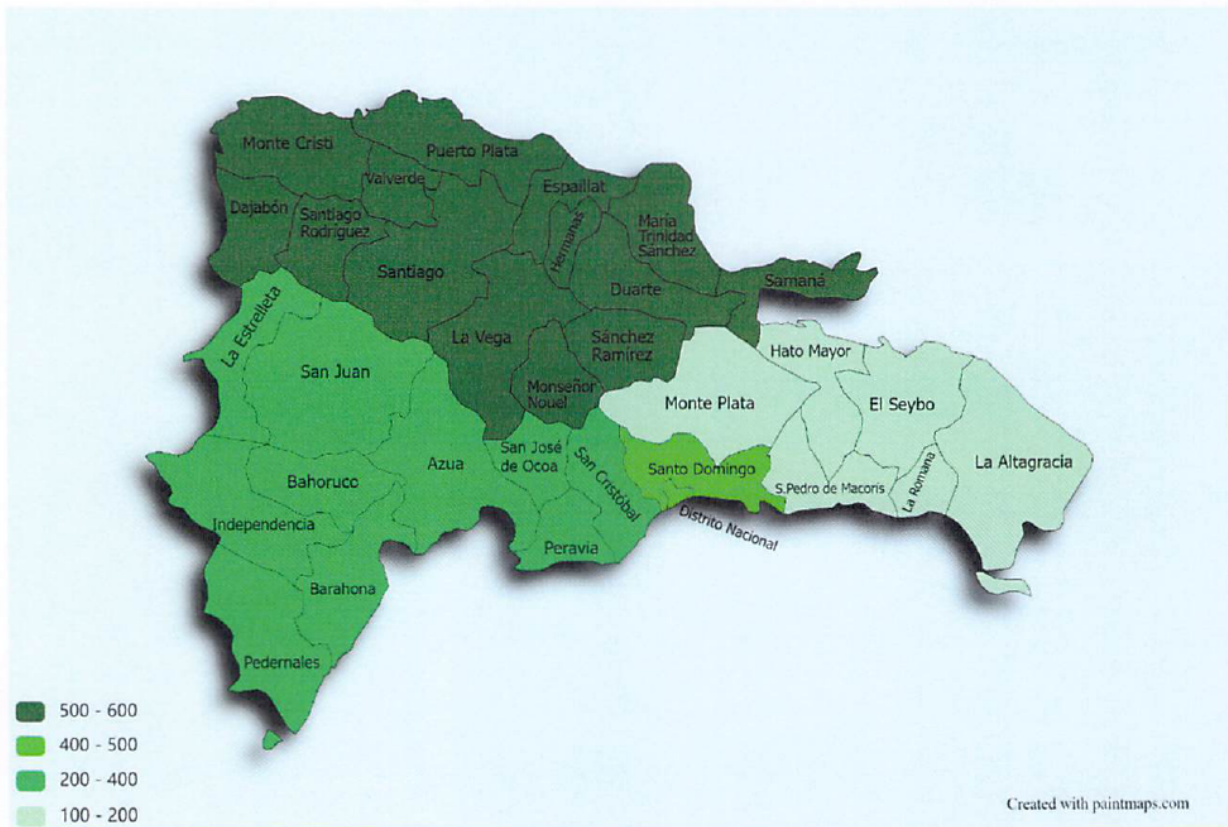 Monte Cristi
Puerto Plata
Valverde
Espaillat
Dajabón
Santiago
Rodríguez
Hermanas
María
Trinidad
Sánchez
Santiago
Duarte
Samaná
La Estrelleta
La Vega
Sánchez
Ramírez
Hato Mayor
San Juan
Monseñor
Nouel
Monte Plata
El Seybo
San José
de Ocoa
San Cristóbal
Azua
Santo Domingo
La Altagracia
Bahoruco
S.Pedro de Macorís
La Romana
Independencia
Distrito Nacional
Peravia
Barahona
Pedernales
500 - 600
400 - 500
200 - 400
100 - 200
Created with paintmaps.com